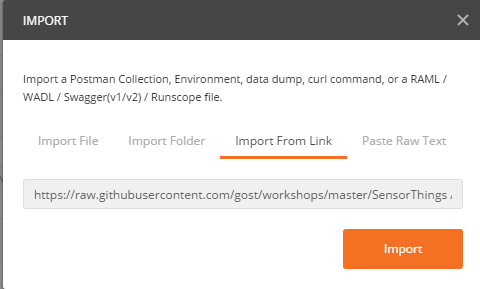 IMPORT
Import a Postman Collection, Environment, data dump, curl command, or a RAML /
WADL / Swagger(v1/v2) / Runscope file.
Import File Import Folder Import From Link Paste Raw Text
https://raw.githubusercontent.com/gost/workshops/master/SensorThings
Import